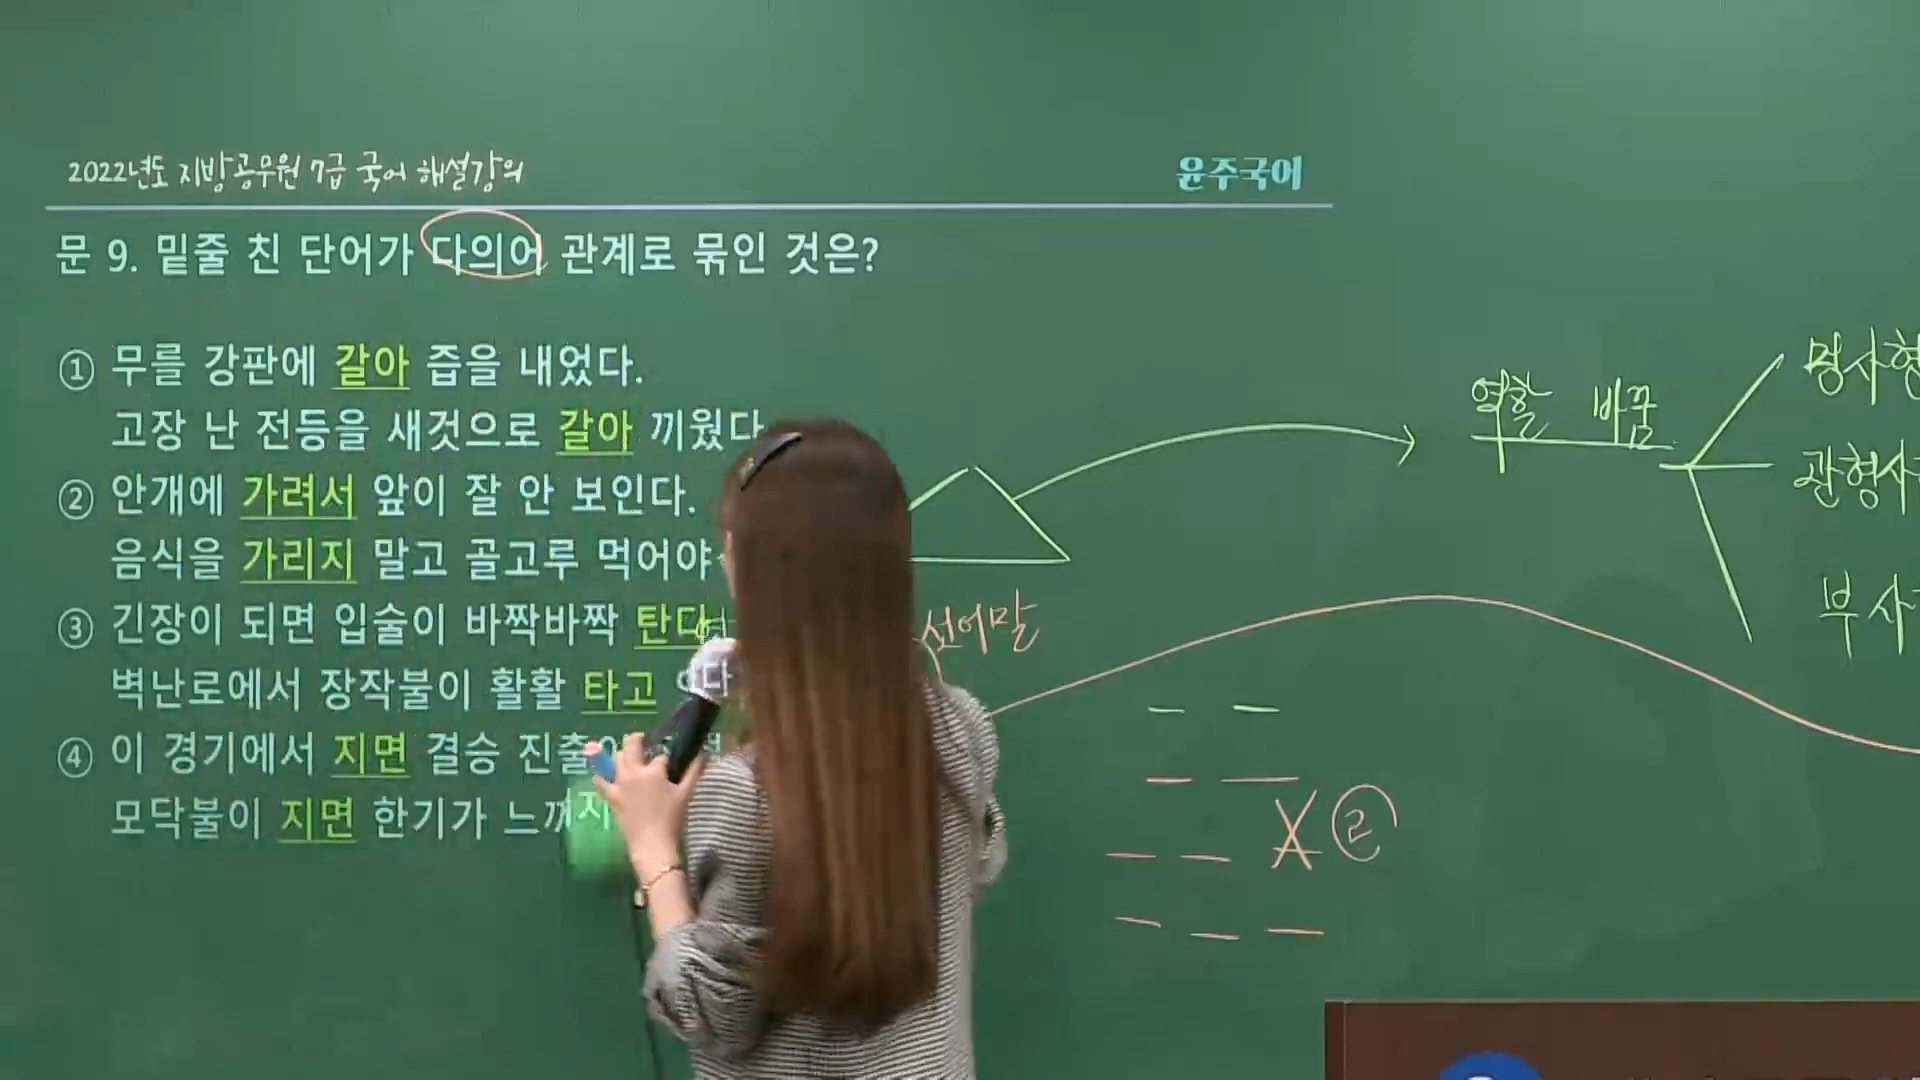 2022년도 지방공무원 7급 국어 해설강의
윤주국어
문 9. 밑줄 친 단어가 다의어 관계로 묶인 것은?
① 무를 강판에 갈아 즙을 내었다.
고장 난 전등을 새것으로 갈아 끼웠다
② 안개에 가려서 앞이 잘 안 보인다.
음식을 가리지 말고 골고루 먹어야
③ 긴장이 되면 입술이 바짝바짝 탄다
벽난로에서 장작불이 활활 타고
④ 이 경기에서 지면 결승 진출
모닥불이 지면 한기가
선어말
X ②
역할 바꿈
명사형
관형사
부사